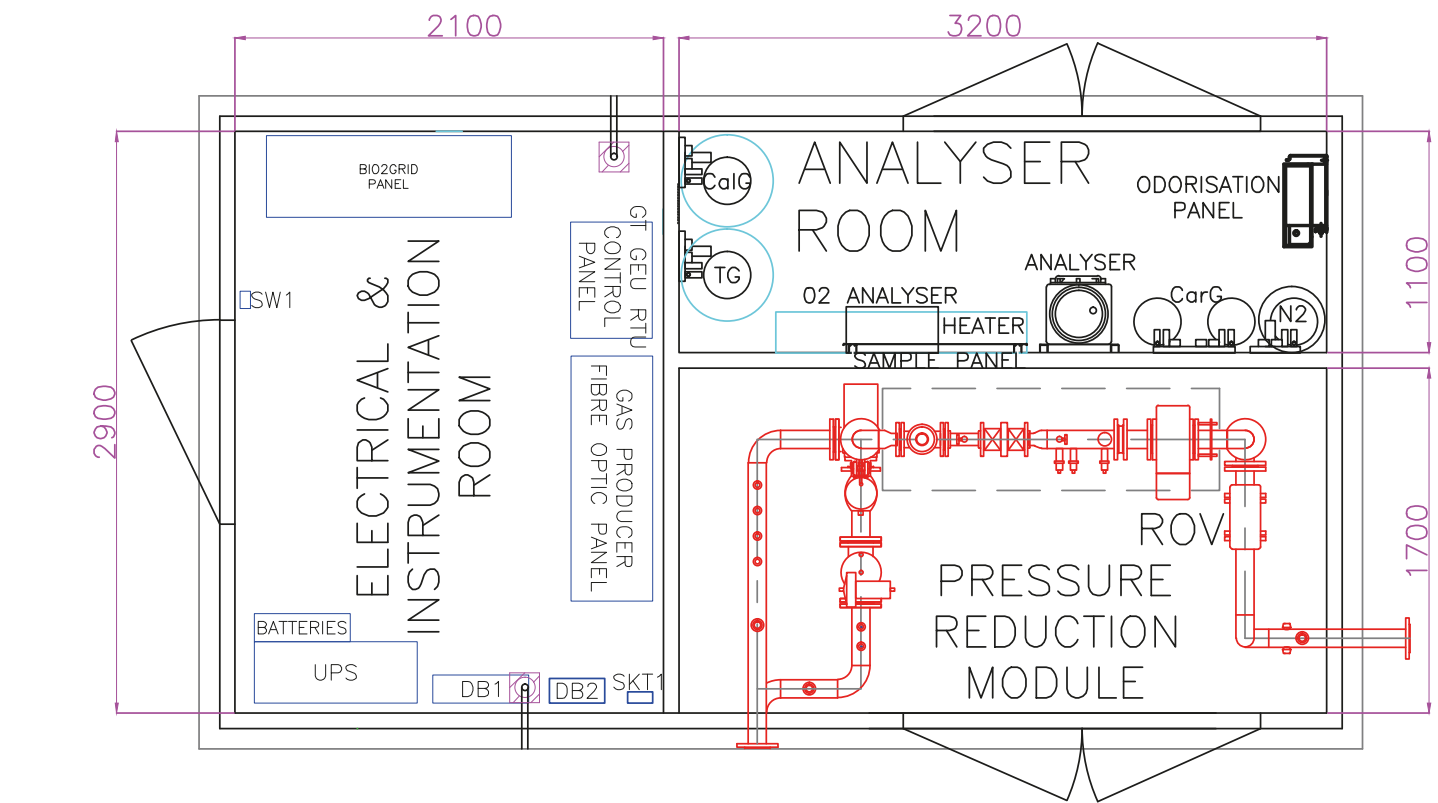 2100
3200
BIO2GRID
PANEL
CalG
ANALYSER
ROOM
ODORISATION
PANEL
GT GEU RTU
CONTROL
PANEL
TG
ELECTRICAL &
INSTRUMENTATION
ROOM
SW1
ANALYSER
O2 ANALYSER
HEATER
CarG
N2
SAMPLE PANEL
1100
2900
GAS PRODUCER
FIBRE OPTIC PANEL
ROV
PRESSURE
REDUCTION
MODULE
1700
BATTERIES
UPS
DB1
DB2
SKT1